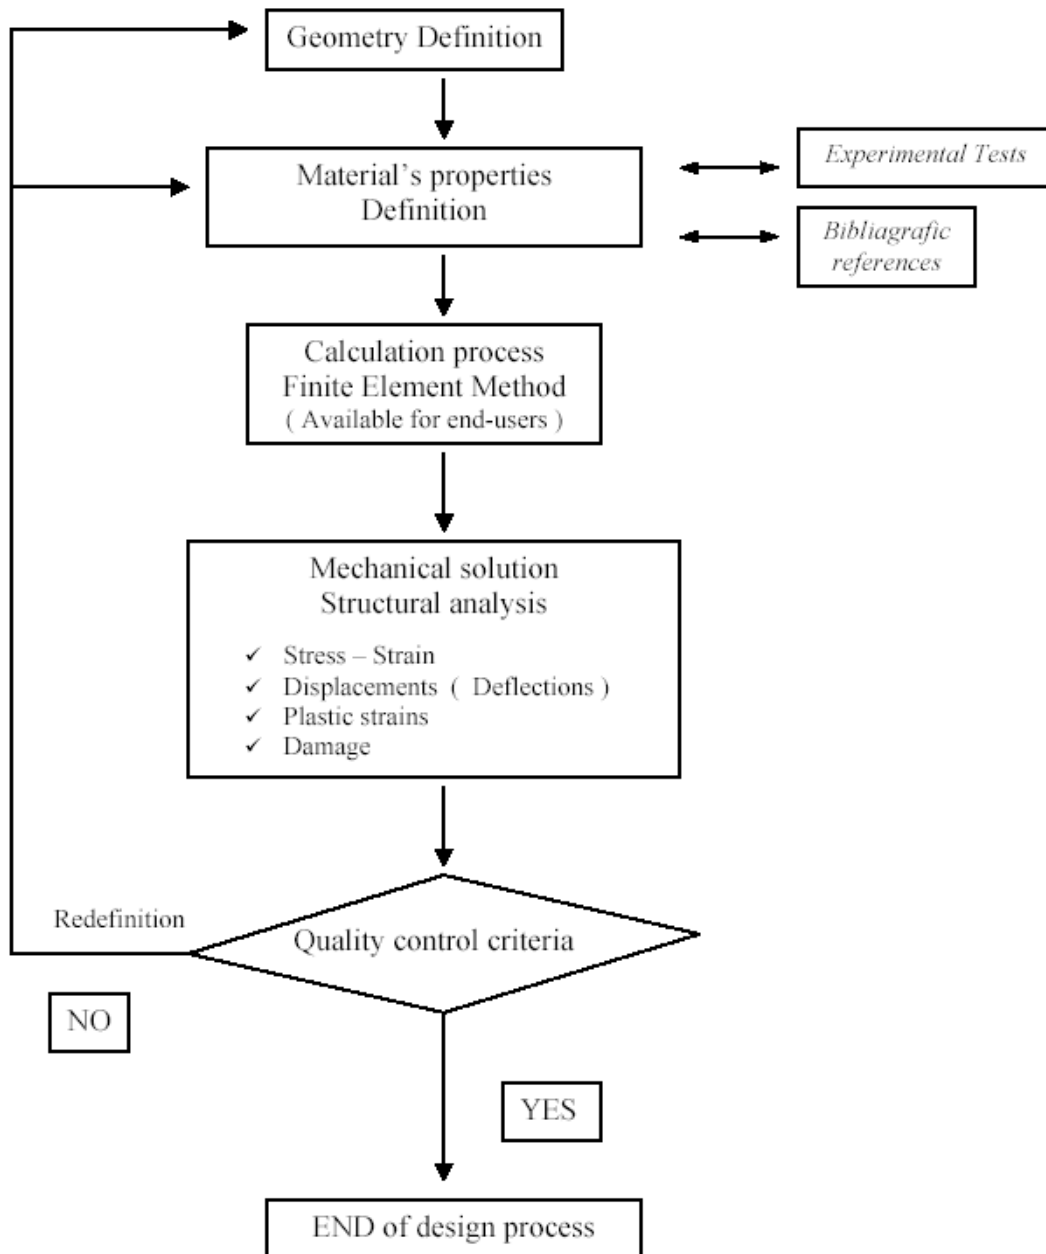 Geometry Definition
Material's properties
Definition
Experimental Tests
Bibliagrafic
references
Calculation process
Finite Element Method
( Available for end-users )
Mechanical solution
Structural analysis
✓ Stress – Strain
✓ Displacements ( Deflections )
✓ Plastic strains
✓ Damage
Redefinition
Quality control criteria
NO
YES
END of design process